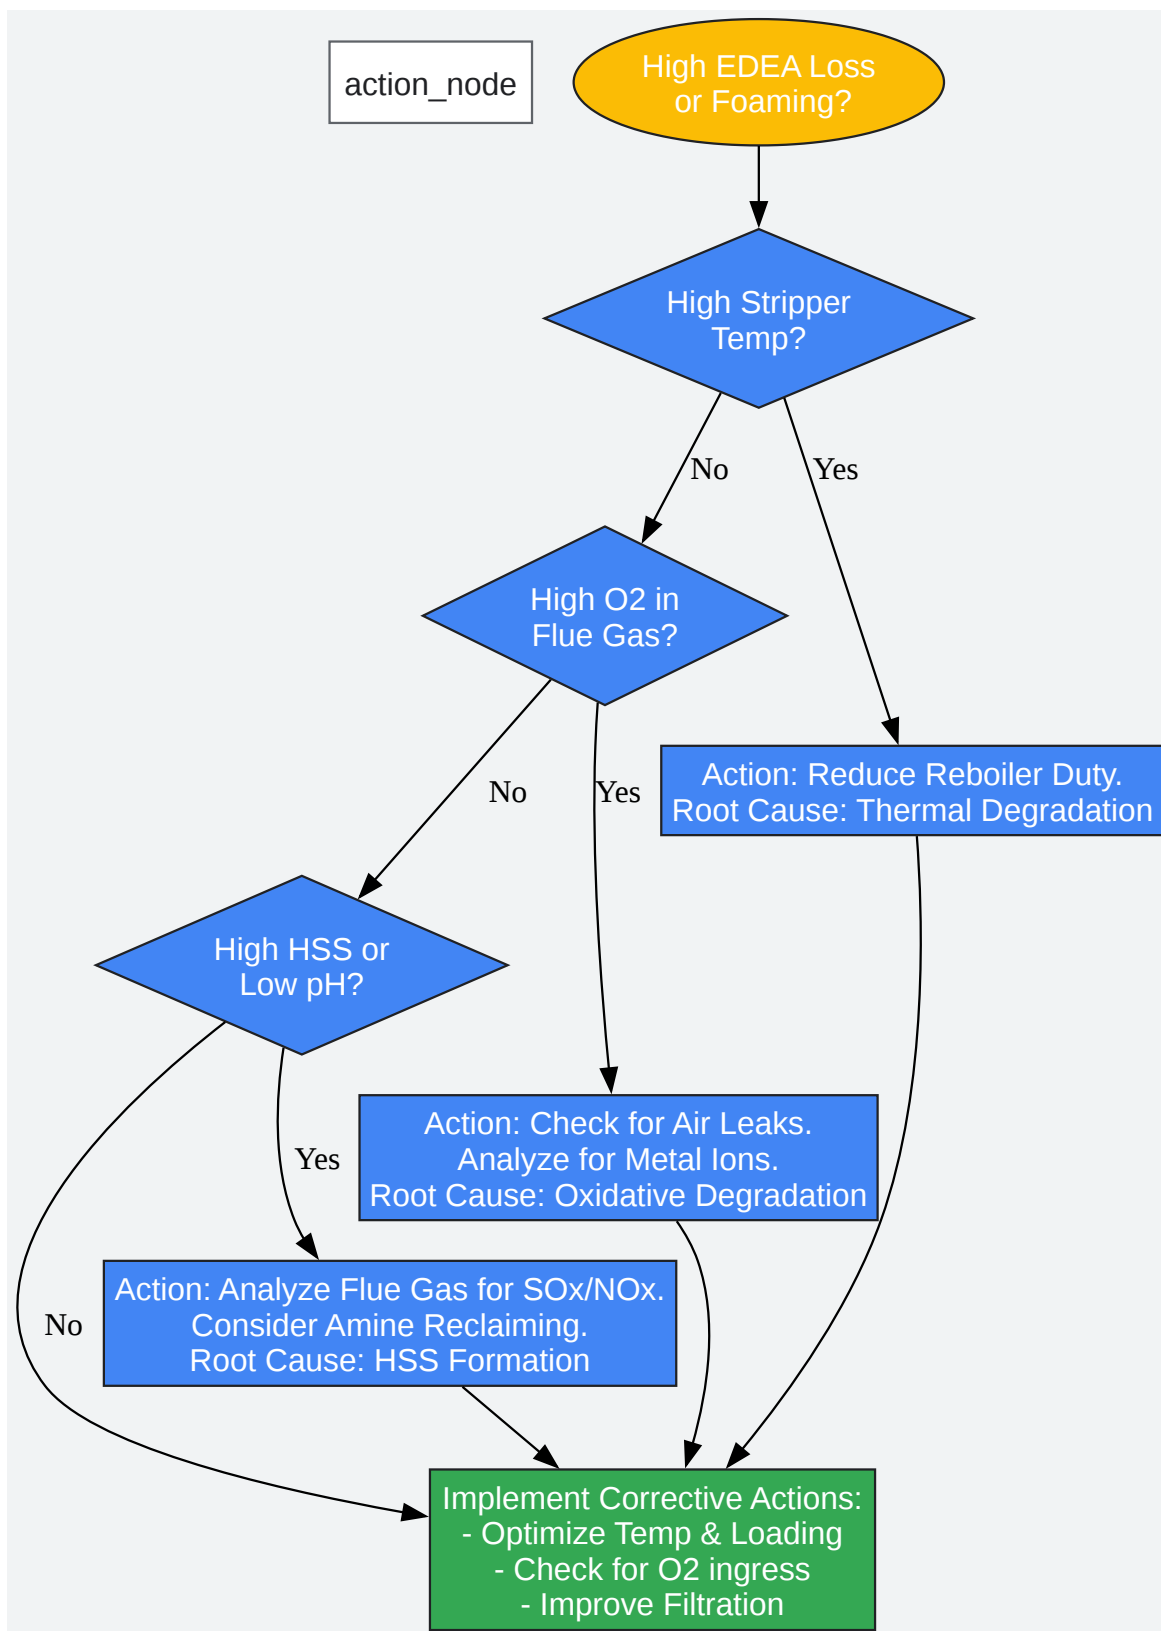 action_node
High EDEA Loss
or Foaming?
High Stripper
Temp?
No
Yes
High O2 in
Flue Gas?
No
Yes
Action: Reduce Reboiler Duty.
Root Cause: Thermal Degradation
High HSS or
Low pH?
Yes
No
Action: Check for Air Leaks.
Analyze for Metal Ions.
Root Cause: Oxidative Degradation
Action: Analyze Flue Gas for SOx/NOx.
Consider Amine Reclaiming.
Root Cause: HSS Formation
Implement Corrective Actions:
- Optimize Temp & Loading
- Check for O2 ingress
- Improve Filtration